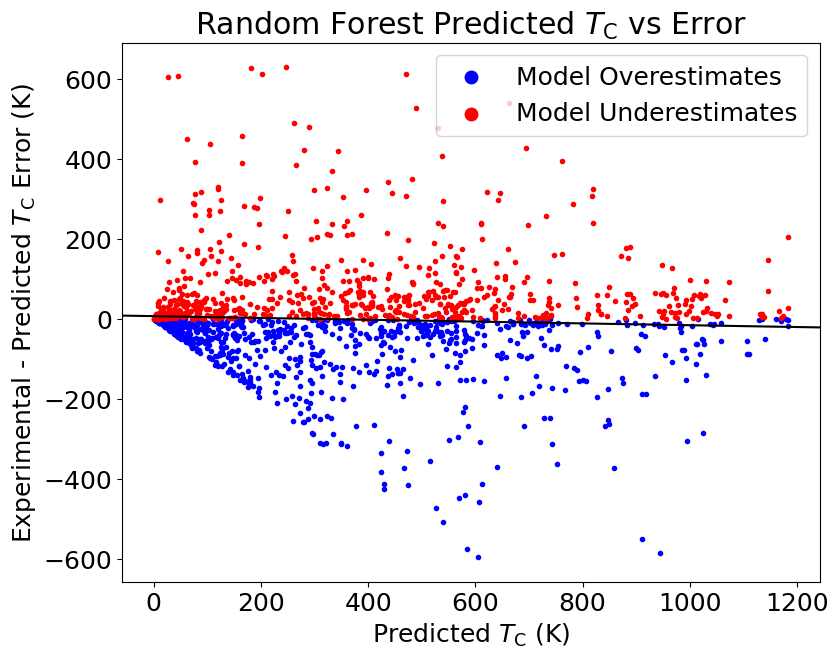 Random Forest Predicted T_C vs Error
Experimental - Predicted T_C Error (K)
600
400
200
0
−200
−400
−600
Model Overestimates
Model Underestimates
0 200 400 600 800 1000 1200
Predicted T_C (K)